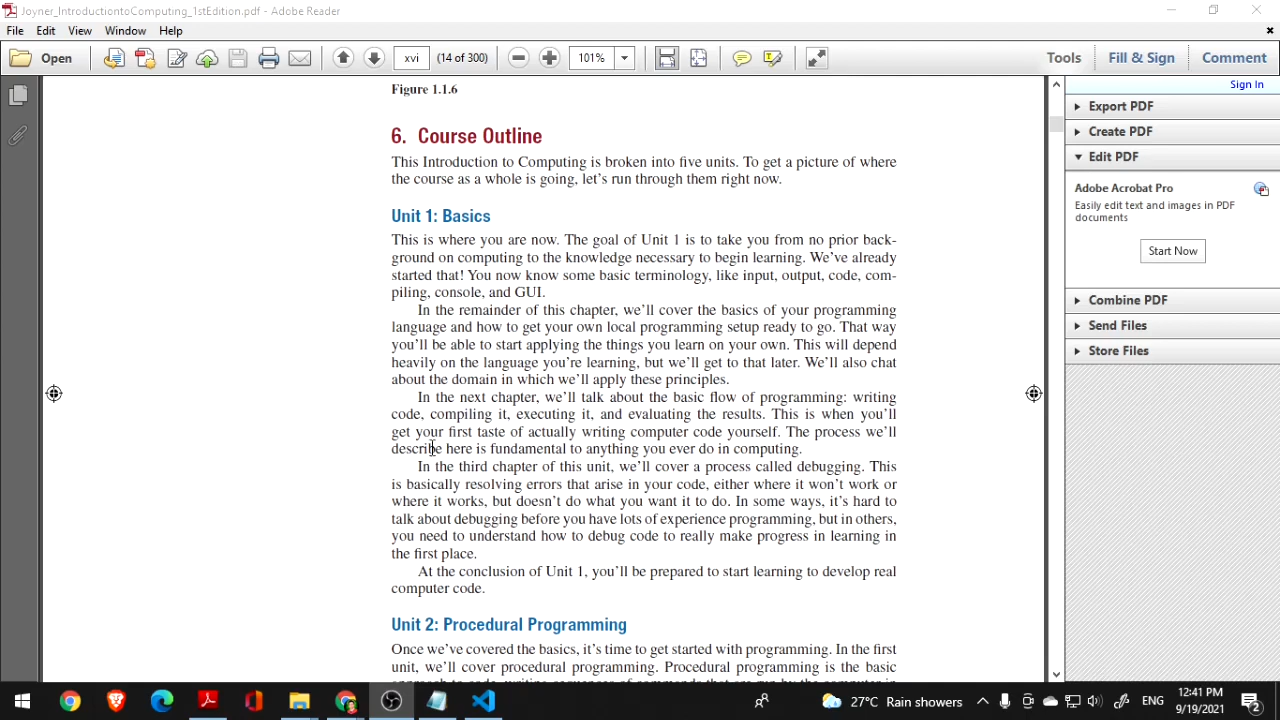 Joyner_IntroductiontoComputing_1stEdition.pdf - Adobe Reader
File Edit View Window Help
Open xvi (14 of 300) 101% Tools Fill & Sign Comment
Sign In
Export PDF
Create PDF
Edit PDF
Adobe Acrobat Pro
Easily edit text and images in PDF
documents
Start Now
Combine PDF
Send Files
Store Files
Figure 1.1.6
6. Course Outline
This Introduction to Computing is broken into five units. To get a picture of where
the course as a whole is going, let's run through them right now.
Unit 1: Basics
This is where you are now. The goal of Unit 1 is to take you from no prior back-
ground on computing to the knowledge necessary to begin learning. We've already
started that! You now know some basic terminology, like input, output, code, com-
piling, console, and GUI.
In the remainder of this chapter, we'll cover the basics of your programming
language and how to get your own local programming setup ready to go. That way
you'll be able to start applying the things you learn on your own. This will depend
heavily on the language you're learning, but we'll get to that later. We'll also chat
about the domain in which we'll apply these principles.
In the next chapter, we'll talk about the basic flow of programming: writing
code, compiling it, executing it, and evaluating the results. This is when you'll
get your first taste of actually writing computer code yourself. The process we'll
describe here is fundamental to anything you ever do in computing.
In the third chapter of this unit, we'll cover a process called debugging. This
is basically resolving errors that arise in your code, either where it won't work or
where it works, but doesn't do what you want it to do. In some ways, it's hard to
talk about debugging before you have lots of experience programming, but in others,
you need to understand how to debug code to really make progress in learning in
the first place.
At the conclusion of Unit 1, you'll be prepared to start learning to develop real
computer code.
Unit 2: Procedural Programming
Once we've covered the basics, it's time to get started with programming. In the first
unit, we'll cover procedural programming. Procedural programming is the basic
27°C Rain showers ENG 12:41 PM
9/19/2021 2